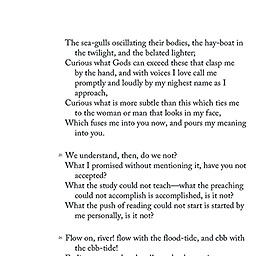 The sea-gulls oscillating their bodies, the hay-boat in
the twilight, and the belated lighter;
Curious what Gods can exceed these that clasp me
by the hand, and with voices I love call me
promptly and loudly by my nighest name as I
approach,
Curious what is more subtle than this which ties me
to the woman or man that looks in my face,
Which fuses me into you now, and pours my meaning
into you.
We understand, then, do we not?
What I promised without mentioning it, have you not
accepted?
What the study could not teach—what the preaching
could not accomplish is accomplished, is it not?
What the push of reading could not start is started by
me personally, is it not?
Flow on, river! flow with the flood-tide, and ebb with
the ebb-tide!